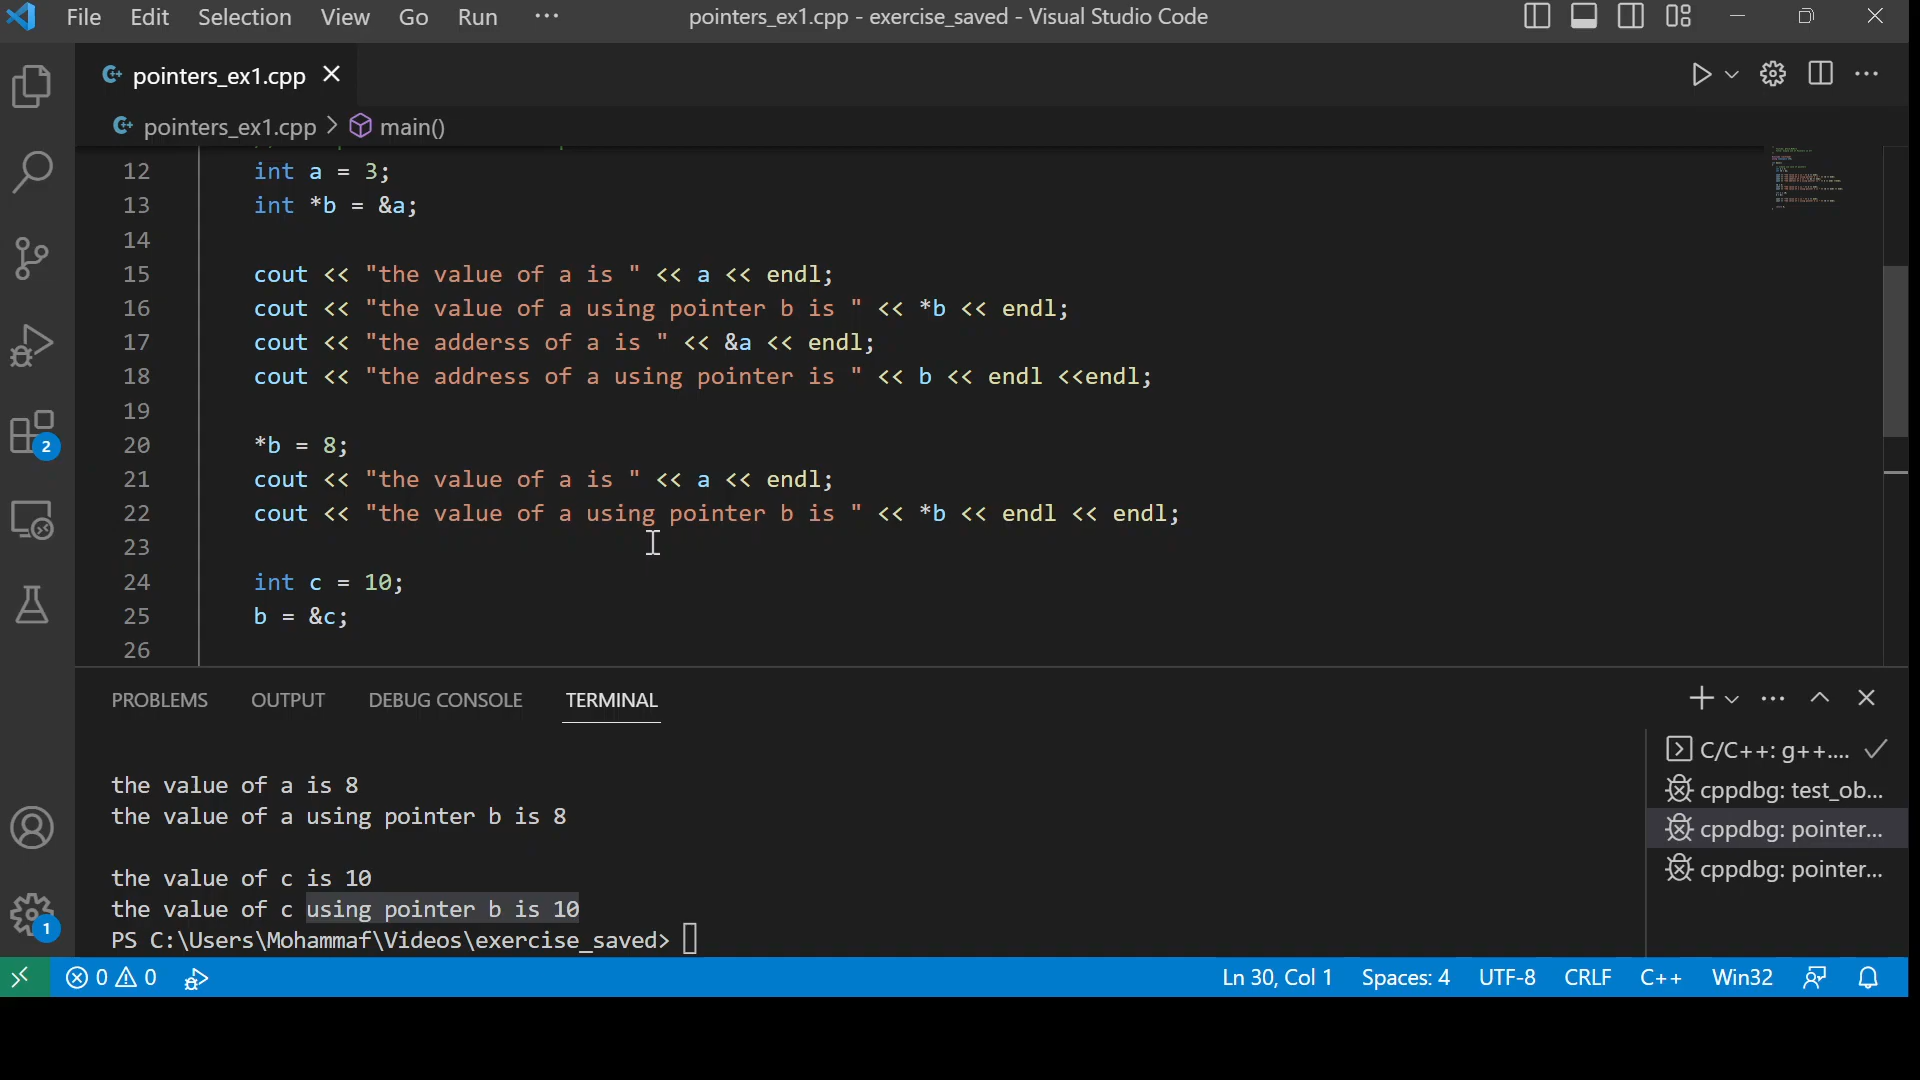 File Edit Selection View Go Run ··· pointers_ex1.cpp - exercise_saved - Visual Studio Code
pointers_ex1.cpp
pointers_ex1.cpp > main()
12 int a = 3;
13 int *b = &a;
14
15 cout << "the value of a is " << a << endl;
16 cout << "the value of a using pointer b is " << *b << endl;
17 cout << "the adderss of a is " << &a << endl;
18 cout << "the address of a using pointer is " << b << endl <<endl;
19
20 *b = 8;
21 cout << "the value of a is " << a << endl;
22 cout << "the value of a using pointer b is " << *b << endl << endl;
23
24 int c = 10;
25 b = &c;
26
2
1
PROBLEMS OUTPUT DEBUG CONSOLE TERMINAL
the value of a is 8
the value of a using pointer b is 8
the value of c is 10
the value of c using pointer b is 10
PS C:\Users\Mohammaf\Videos\exercise_saved>
C/C++: g++....
cppdbg: test_ob...
cppdbg: pointer...
cppdbg: pointer...
0 0 Ln 30, Col 1 Spaces: 4 UTF-8 CRLF C++ Win32